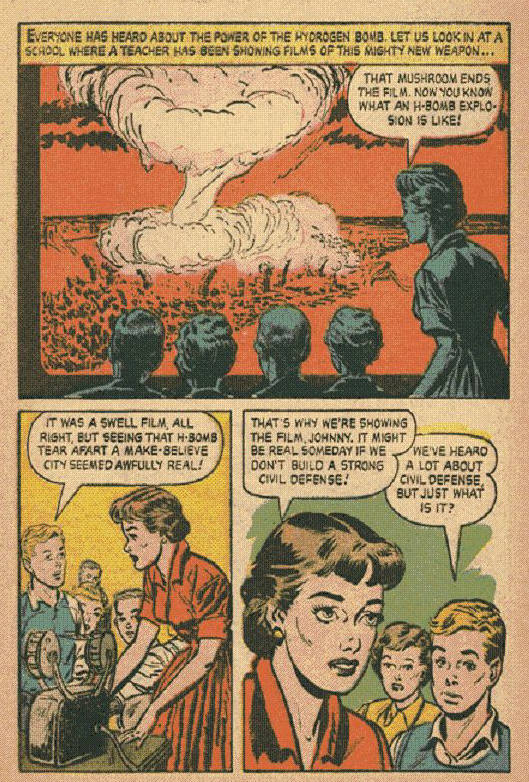 EVERYONE HAS HEARD ABOUT THE POWER OF THE HYDROGEN BOMB. LET US LOOK IN AT A
SCHOOL WHERE A TEACHER HAS BEEN SHOWING FILMS OF THIS MIGHTY NEW WEAPON...
THAT MUSHROOM ENDS
THE FILM. NOW YOU KNOW
WHAT AN H-BOMB EXPLO-
SION IS LIKE!
IT WAS A SWELL FILM, ALL
RIGHT, BUT SEEING THAT H-BOMB
TEAR APART A MAKE-BELIEVE
CITY SEEMED AWFULLY REAL!
THAT'S WHY WE'RE SHOWING
THE FILM, JOHNNY. IT MIGHT
BE REAL SOMEDAY IF WE
DON'T BUILD A STRONG
CIVIL DEFENSE!
WE'VE HEARD
A LOT ABOUT
CIVIL DEFENSE,
BUT JUST WHAT
IS IT?